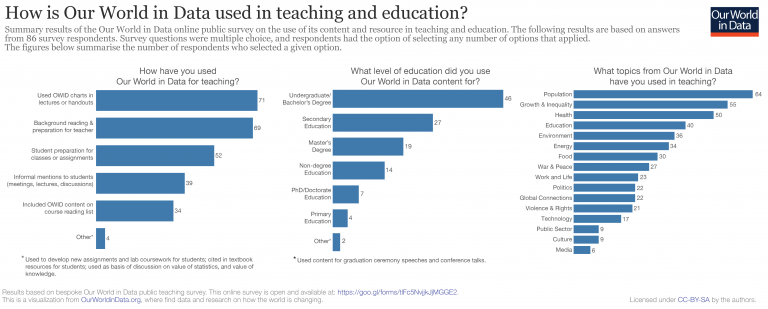 How is Our World in Data used in teaching and education?
Summary results of the Our World in Data online public survey on the use of its content and resource in teaching and education. The following results are based on answers
from 86 survey respondents. Survey questions were multiple choice, and respondents had the option of selecting any number of options that applied.
The figures below summarise the number of respondents who selected a given option.
Our World
in Data
How have you used
Our World in Data for teaching?
Used OWID charts in
lectures or handouts
71
Background reading &
preparation for teacher
69
Student preparation for
classes or assignments
52
Informal mentions to students
(meetings, lectures, discussions)
39
Included OWID content on
course reading list
34
Other*
4
* Used to develop new assignments and lab coursework for students; cited in textbook
resources for students; used as basis of discussion on value of statistics, and value of
knowledge.
What level of education did you use
Our World in Data content for?
Undergraduate/
Bachelor's Degree
46
Secondary
Education
27
Master's
Degree
19
Non-degree
Education
14
PhD/Doctorate
Education
7
Primary
Education
4
Other*
2
* Used content for graduation ceremony speeches and conference talks.
What topics from Our World in Data
have you used in teaching?
Population
64
Growth & Inequality
55
Health
50
Education
40
Environment
36
Energy
34
Food
30
War & Peace
27
Work and Life
23
Politics
22
Global Connections
22
Violence & Rights
21
Technology
17
Public Sector
9
Culture
9
Media
6
Results based on bespoke Our World in Data public teaching survey. This online survey is open and available at:
This is a visualization from OurWorldinData.org, where find data and research on how the world is changing.
Licensed under CC-BY-SA by the authors.